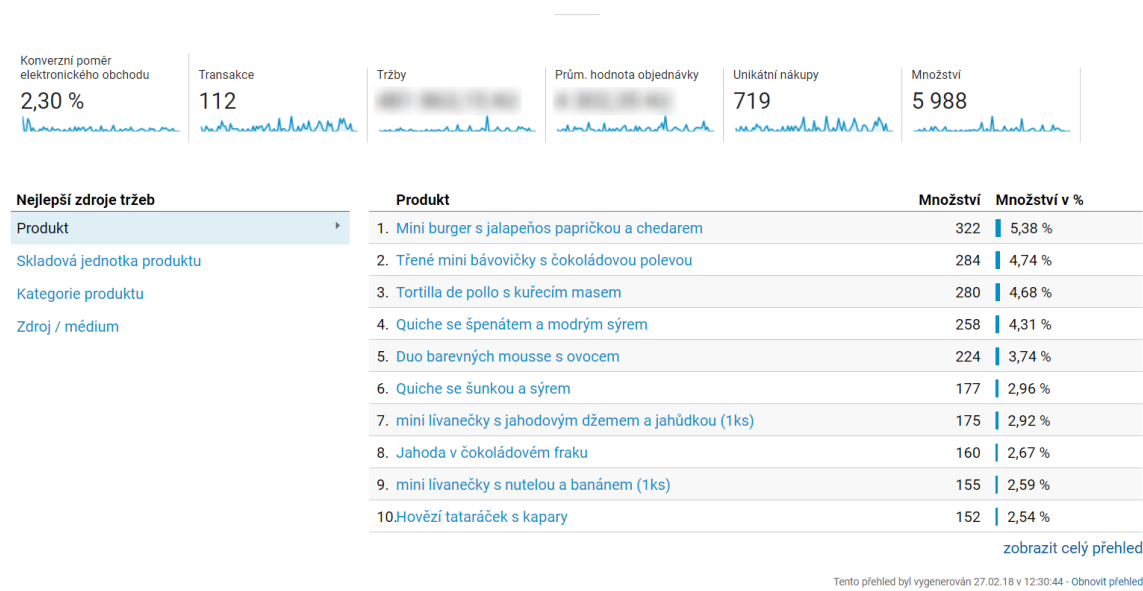 Konverzní poměr
elektronického obchodu
2,30 %
Transakce
112
Tržby
Prům. hodnota objednávky
Unikátní nákupy
719
Množství
5 988
Nejlepší zdroje tržeb
Produkt
Skladová jednotka produktu
Kategorie produktu
Zdroj / médium
Produkt Množství Množství v %
1. Mini burger s jalapeňos papričkou a chedarem 322 5,38 %
2. Třené mini bávovičky s čokoládovou polevou 284 4,74 %
3. Tortilla de pollo s kuřecím masem 280 4,68 %
4. Quiche se špenátem a modrým sýrem 258 4,31 %
5. Duo barevných mousse s ovocem 224 3,74 %
6. Quiche se šunkou a sýrem 177 2,96 %
7. mini lívanečky s jahodovým džemem a jahůdkou (1ks) 175 2,92 %
8. Jahoda v čokoládovém fraku 160 2,67 %
9. mini lívanečky s nutelou a banánem (1ks) 155 2,59 %
10. Hovězí tataráček s kapary 152 2,54 %
zobrazit celý přehled
Tento přehled byl vygenerován 27.02.18 v 12:30:44 - Obnovit přehled